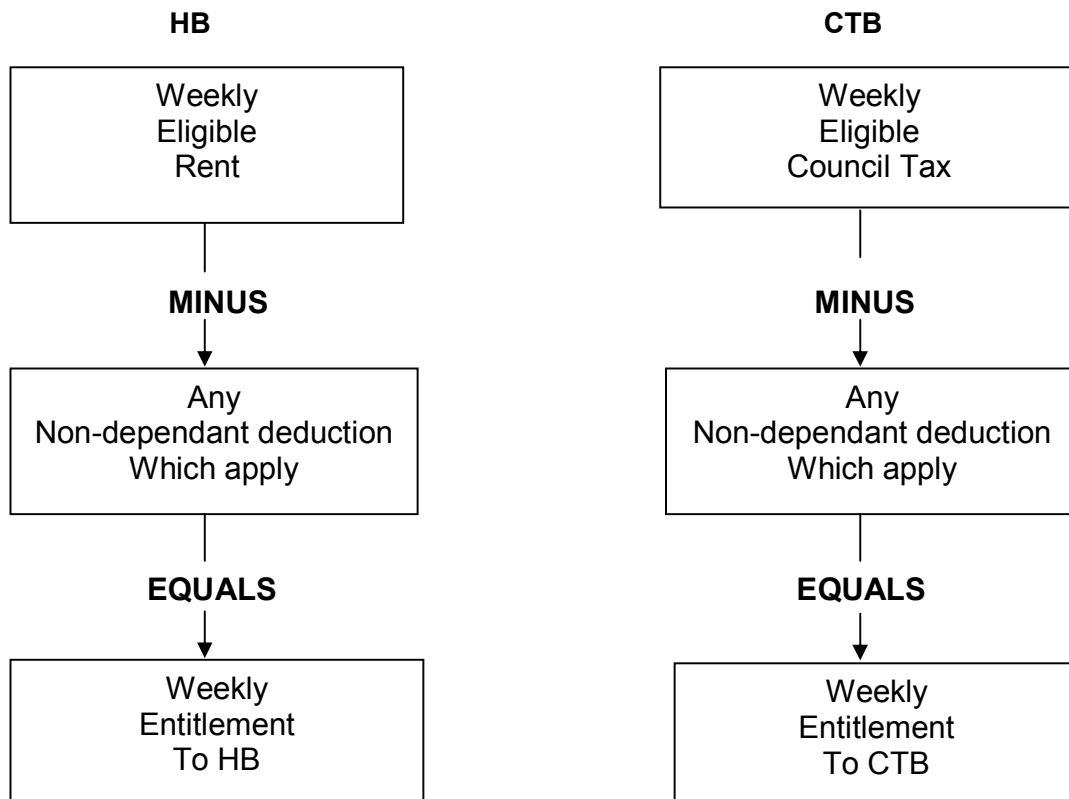 HB
Weekly
Eligible
Rent
MINUS
Any
Non-dependant deduction
Which apply
EQUALS
Weekly
Entitlement
To HB
CTB
Weekly
Eligible
Council Tax
MINUS
Any
Non-dependant deduction
Which apply
EQUALS
Weekly
Entitlement
To CTB